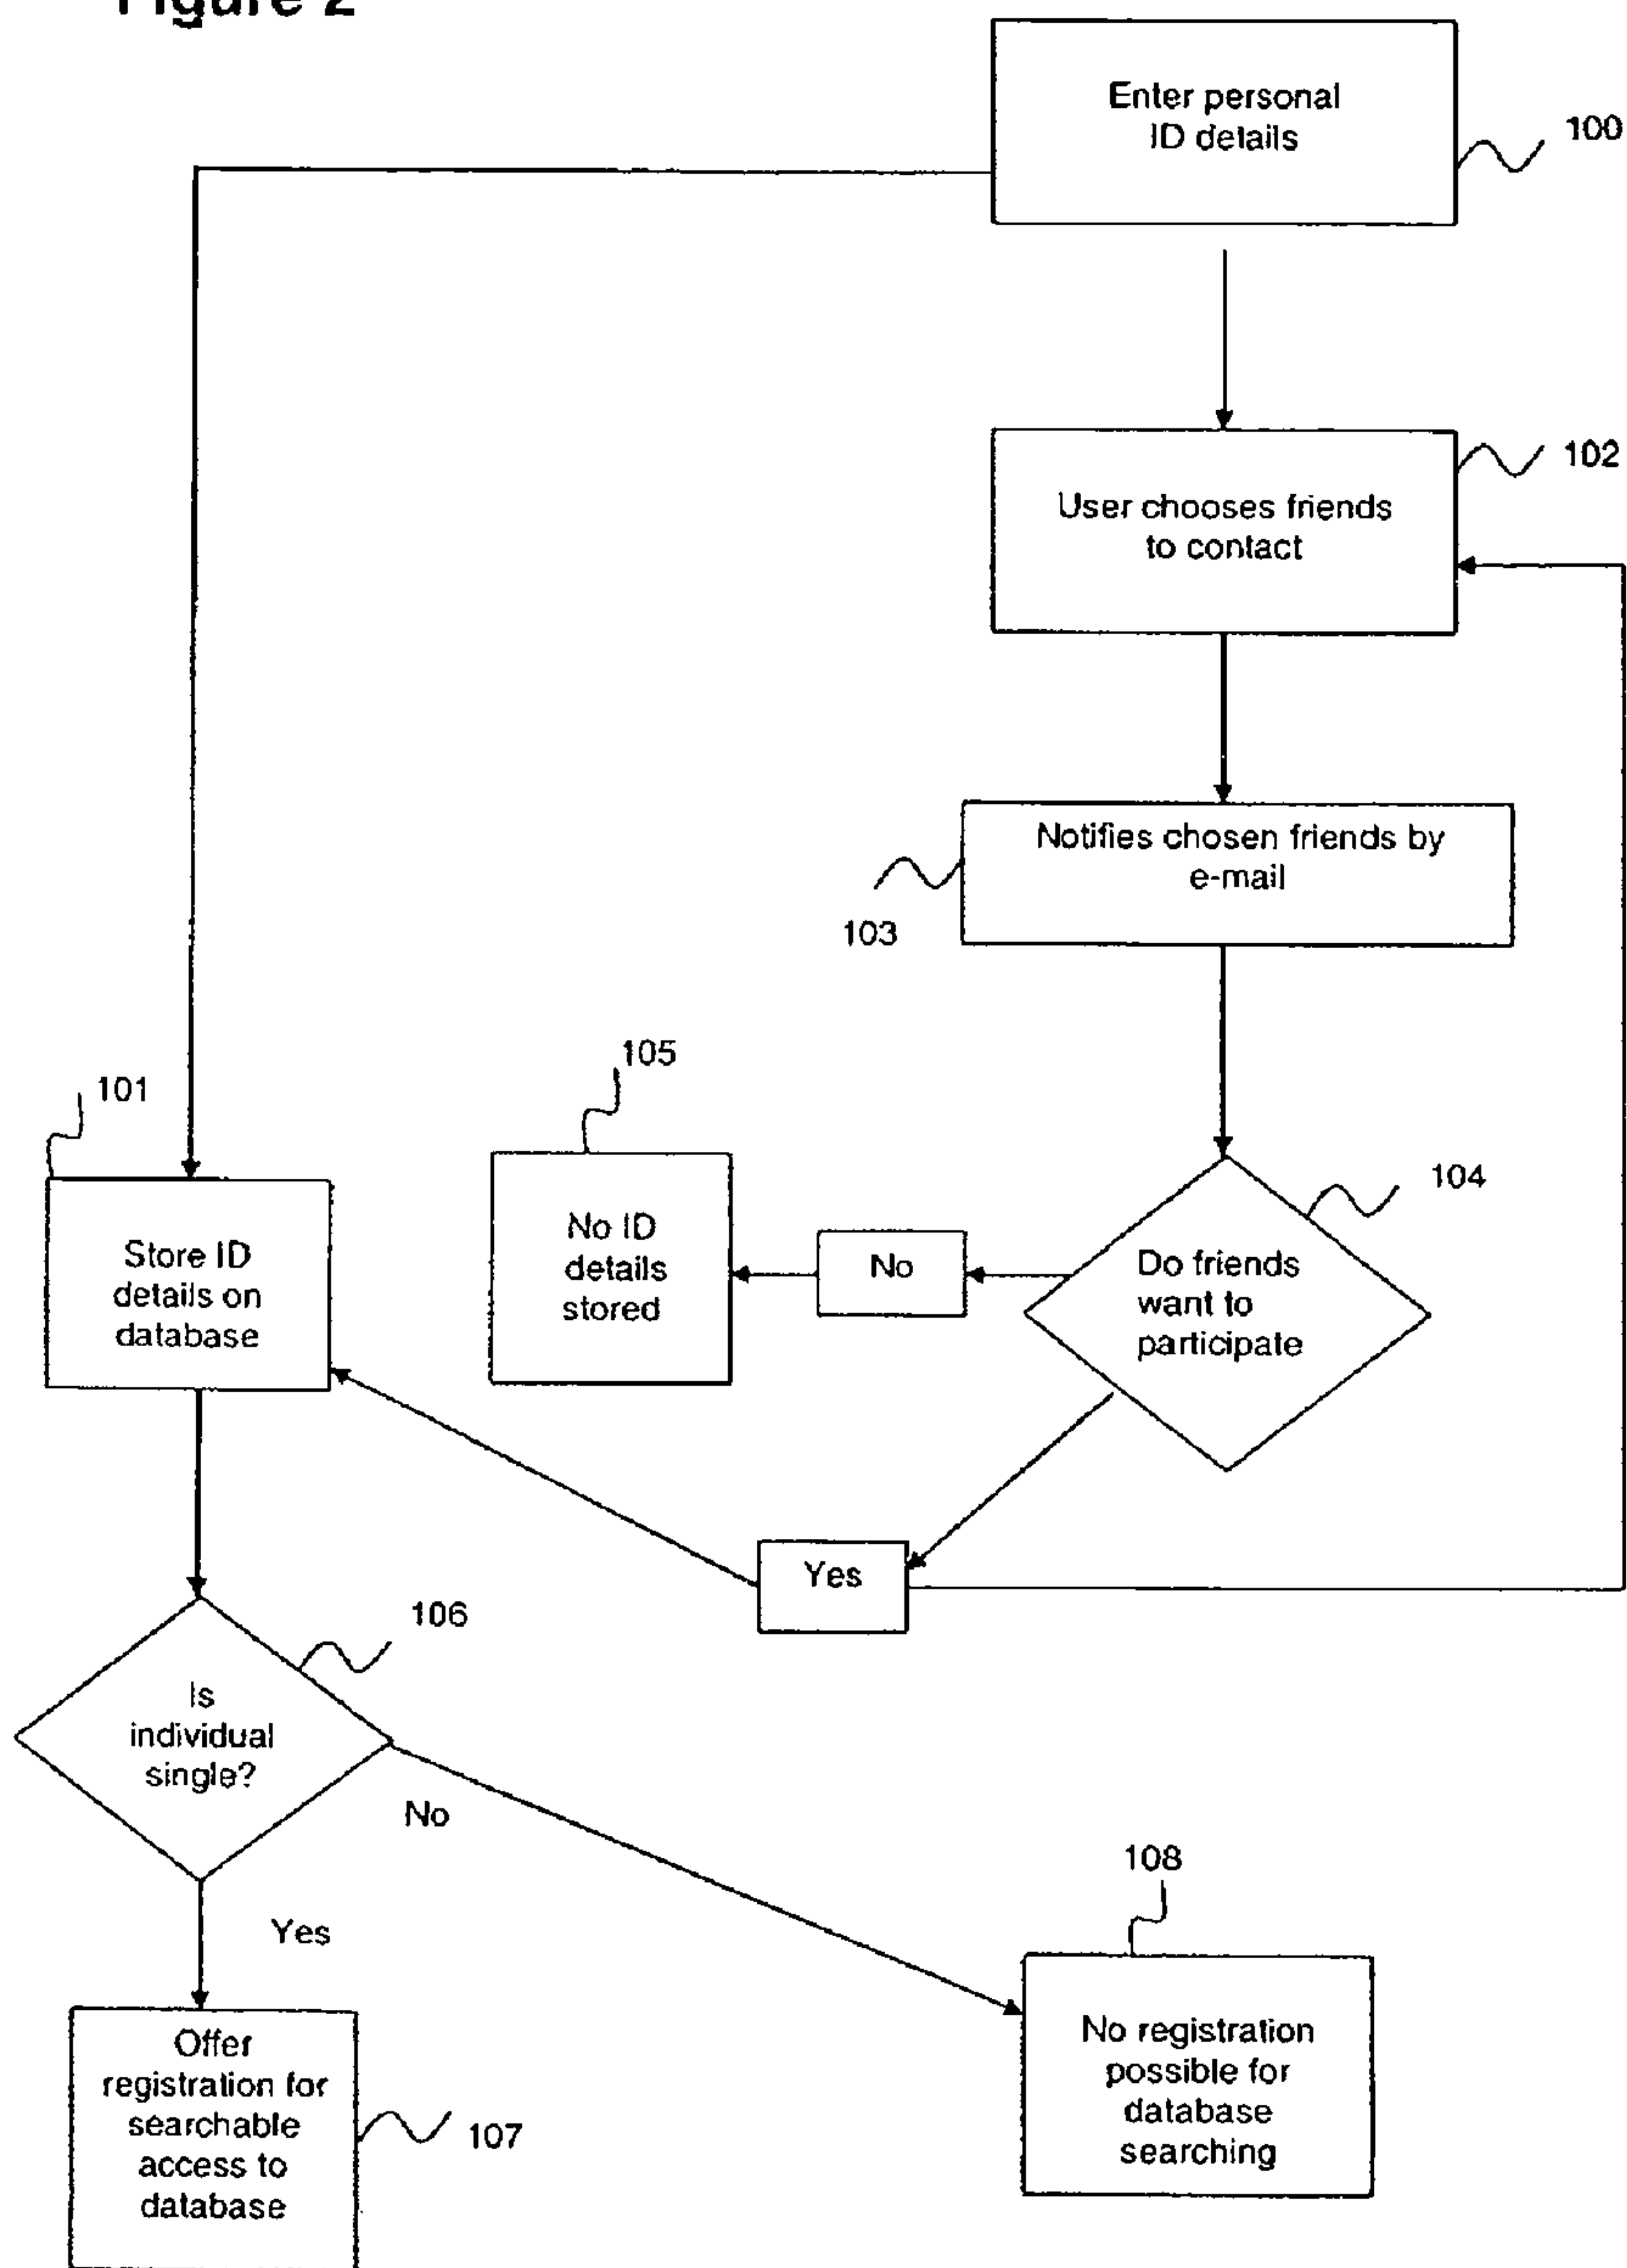 Figure 2
Enter personal
ID details
100
102
User chooses friends
to contact
Notifies chosen friends by
e-mail
103
105
101
104
No ID
details
stored
No
Do friends
want to
participate
Store ID
details on
database
Yes
106
Is
individual
single?
No
108
Yes
Offer
registration for
searchable
access to
database
107
No registration
possible for
database
searching